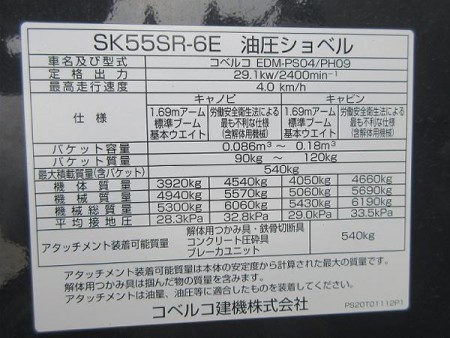 SK55SR-6E 油圧ショベル
車名及び型式 コベルコ EDM-PS04/PH09
定格出力 29.1kw/2400min⁻¹
最高走行速度 4.0 km/h
仕様 キャノピ キャビン
1.69mアーム 標準ブーム 基本ウエイト 労働安全衛生法による 最も不利な仕様 (含解体用機械) 1.69mアーム 標準ブーム 基本ウエイト 労働安全衛生法による 最も不利な仕様 (含解体用機械)
バケット容量 0.086m³ ~ 0.18m³
バケット質量 90kg ~ 120kg
最大積載質量(含バケット) 540kg
機体質量 3920kg 4540kg 4050kg 4660kg
機械質量 4940kg 5570kg 5060kg 5690kg
機械総質量 5300kg 6060kg 5430kg 6190kg
平均接地圧 28.3kPa 32.8kPa 29.0kPa 33.5kPa
アタッチメント装着可能質量 解体用つかみ具・鉄骨切断具 コンクリート圧砕具 ブレーカユニット 540kg
アタッチメント装着可能質量は本体の安定度から計算された最大の質量です。
解体用つかみ具は掴んだ物の質量を含みます。
アタッチメントは油量、油圧等に適合したものを装着してください。
コベルコ建機株式会社 PS20T01112P1